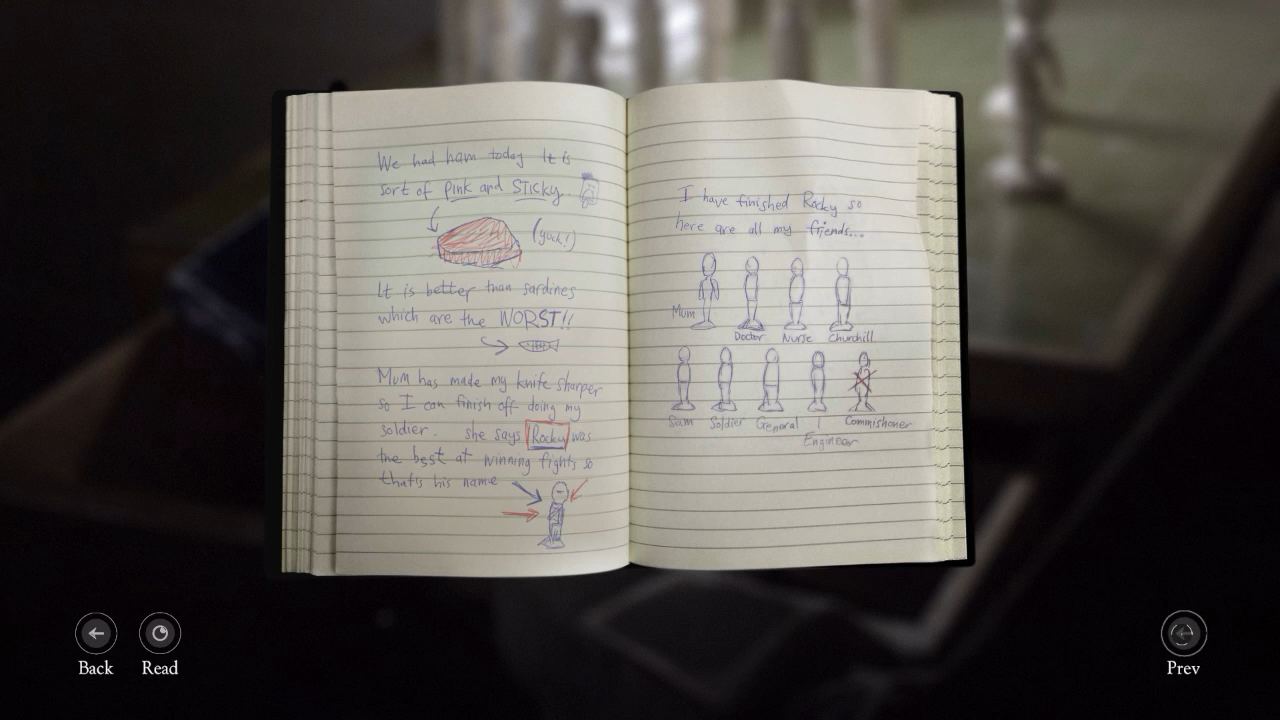 We had ham today It is
sort of PINK and STICKY.
(yuck!)
It is better than sardines
which are the WORST!!
Mum has made my knife sharper
so I can finish off doing my
soldier. She says Rocky was
the best at winning fights so
that's his name
I have finished Rocky so
here are all my friends...
Mum
Doctor Nurse Churchill
Sam Soldier General Engineer Commishoner
Back
Read
Prev